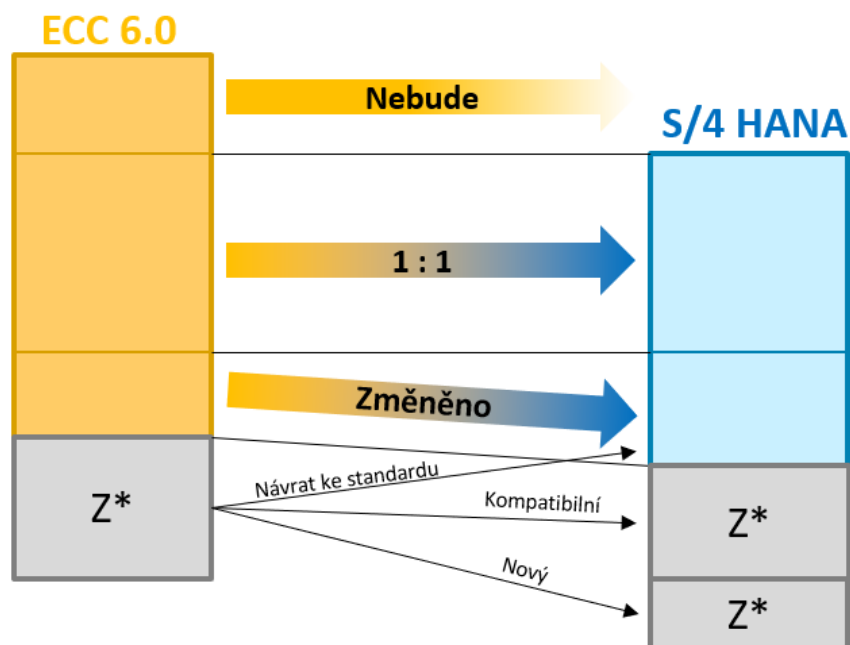 ECC 6.0
Nebude
S/4 HANA
1 : 1
Změněno
Návrat ke standardu
Z*
Kompatibilní
Z*
Nový
Z*